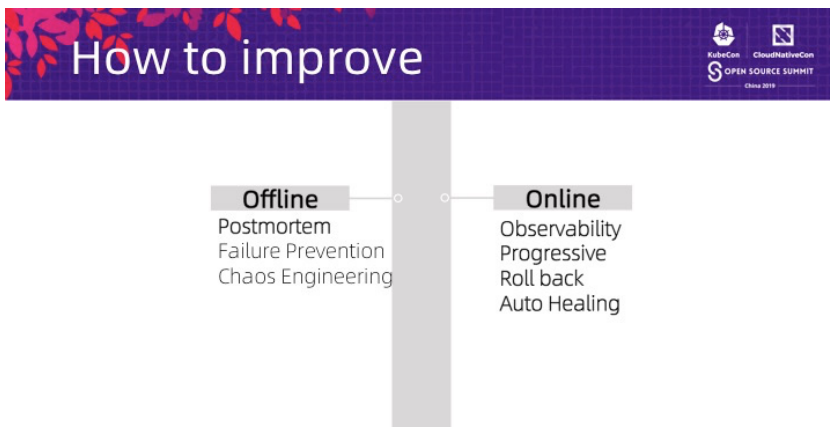 How to improve
KubeCon
CloudNativeCon
OPEN SOURCE SUMMIT
China 2019
Offline
Postmortem
Failure Prevention
Chaos Engineering
Online
Observability
Progressive
Roll back
Auto Healing